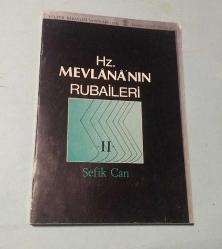 Hz.
MEVLÂNÂ'NIN
RUBAİLERİ
-II-
Şefik Can